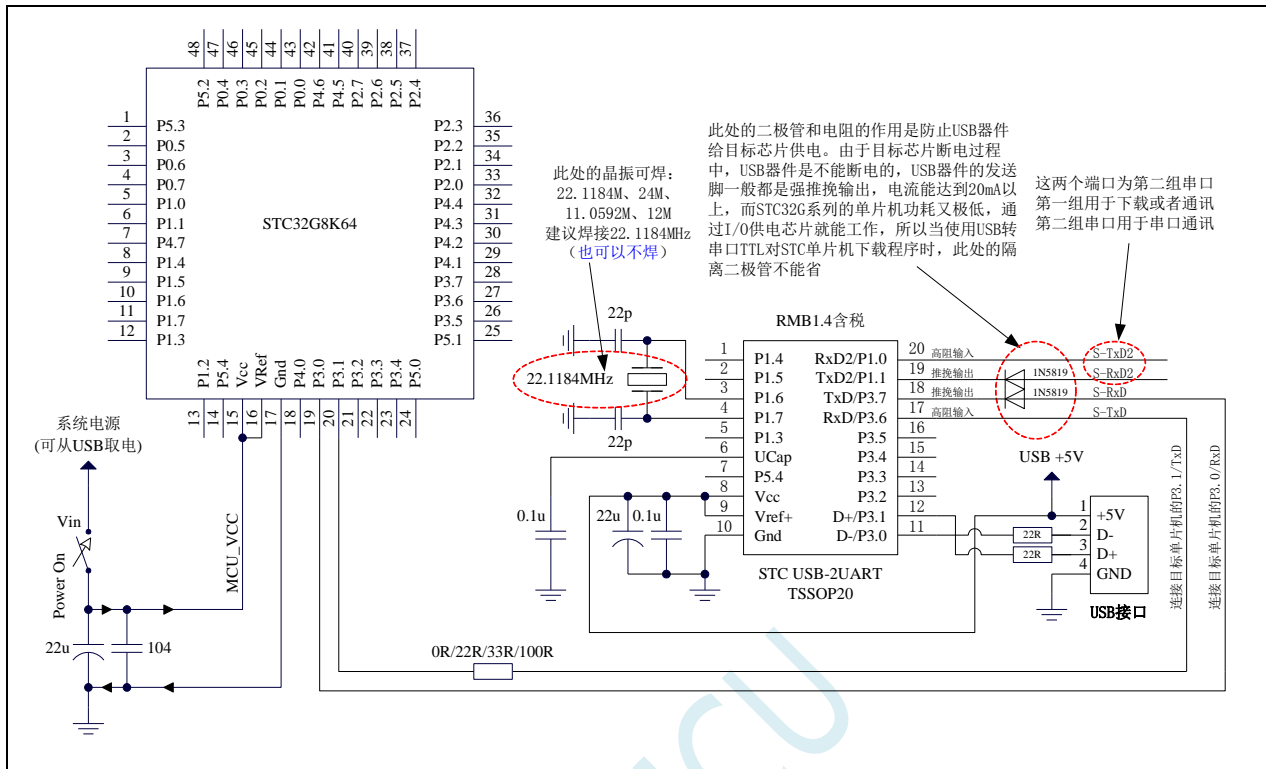 48 47 46 45 44 43 42 41 40 39 38 37
P5.2 P0.4 P0.3 P0.2 P0.1 P0.0 P4.6 P4.5 P2.7 P2.6 P2.5 P2.4
1 P5.3
2 P0.5
3 P0.6
4 P0.7
5 P1.0
6 P1.1
7 P4.7
8 P1.4
9 P1.5
10 P1.6
11 P1.7
12 P1.3
STC32G8K64
P2.3 36
P2.2 35
P2.1 34
P2.0 33
P4.4 32
P4.3 31
P4.2 30
P4.1 29
P3.7 28
P3.6 27
P3.5 26
P5.1 25
P1.2 P5.4 Vcc VRef Gnd P4.0 P3.0 P3.1 P3.2 P3.3 P3.4 P5.0
13 14 15 16 17 18 19 20 21 22 23 24
此处的晶振可焊:
22.1184M、24M、
11.0592M、12M
建议焊接22.1184MHz
(也可以不焊)
此处的二极管和电阻的作用是防止USB器件
给目标芯片供电。由于目标芯片断电过程
中,USB器件是不能断电的,USB器件的发送
脚一般都是强推挽输出,电流能达到20mA以
上,而STC32G系列的单片机功耗又极低,通
过I/O供电芯片就能工作,所以当使用USB转
串口TTL对STC单片机下载程序时,此处的隔
离二极管不能省
这两个端口为第二组串口
第一组用于下载或者通讯
第二组串口用于串口通讯
22p
22.1184MHz
22p
RMB1.4含税
1 P1.4
2 P1.5
3 P1.6
4 P1.7
5 P1.3
6 UCap
7 P5.4
8 Vcc
9 Vref+
10 Gnd
RxD2/P1.0 20 高阻输入 S-TxD2
TxD2/P1.1 19 推挽输出 1N5819 S-RxD2
TxD/P3.7 18 推挽输出 1N5819 S-RxD
RxD/P3.6 17 高阻输入 S-TxD
P3.5 16
P3.4 15
P3.3 14
P3.2 13
D+/P3.1 12
D-/P3.0 11
STC USB-2UART
TSSOP20
0.1u
22u
0.1u
USB +5V
22R
22R
1 +5V
2 D-
3 D+
4 GND
USB接口
连接目标单片机的P3.1/TxD
连接目标单片机的P3.0/RxD
系统电源
(可从USB取电)
Vin
Power On
MCU_VCC
22u
104
0R/22R/33R/100R
MCU